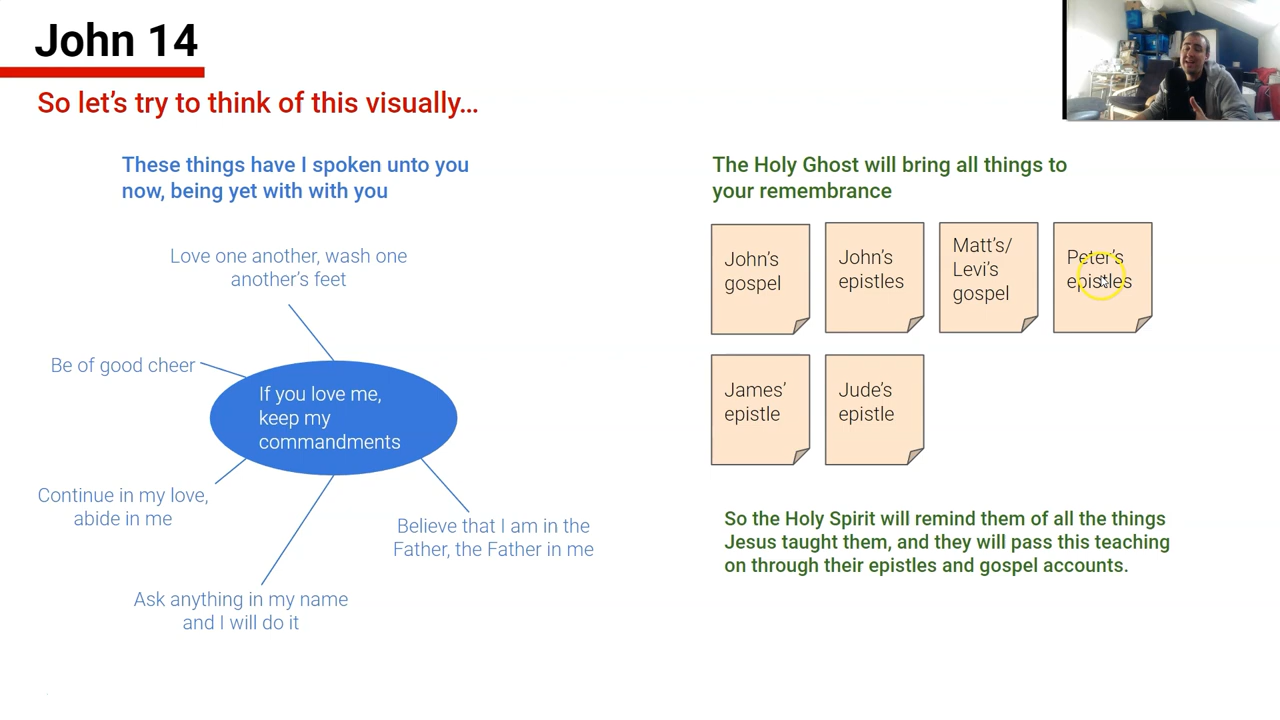 John 14
So let's try to think of this visually...
These things have I spoken unto you
now, being yet with with you
Love one another, wash one
another's feet
Be of good cheer
If you love me,
keep my
commandments
Continue in my love,
abide in me
Believe that I am in the
Father, the Father in me
Ask anything in my name
and I will do it
The Holy Ghost will bring all things to
your remembrance
John's
gospel
John's
epistles
Matt's/
Levi's
gospel
Peter's
epistles
James'
epistle
Jude's
epistle
So the Holy Spirit will remind them of all the things
Jesus taught them, and they will pass this teaching
on through their epistles and gospel accounts.